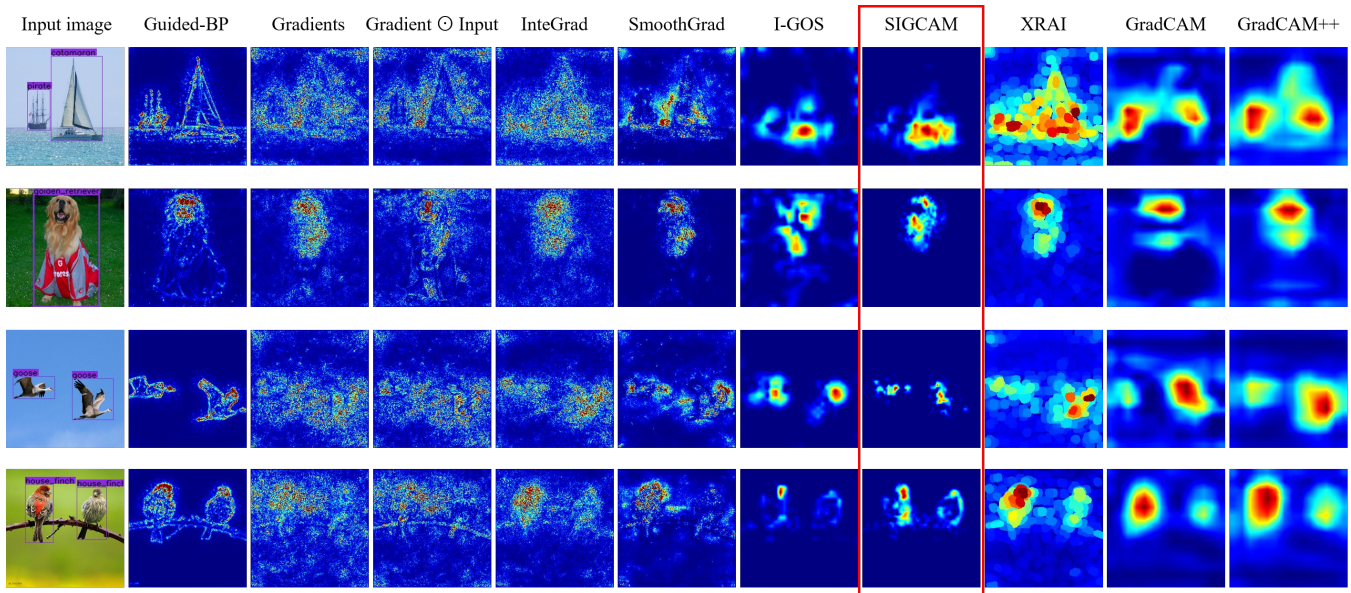 Input image Guided-BP Gradients Gradient ⊙ Input InteGrad SmoothGrad I-GOS SIGCAM XRAI GradCAM GradCAM++
catamaran
pirate
golden_retriever
goose
goose
house_finch house_finch